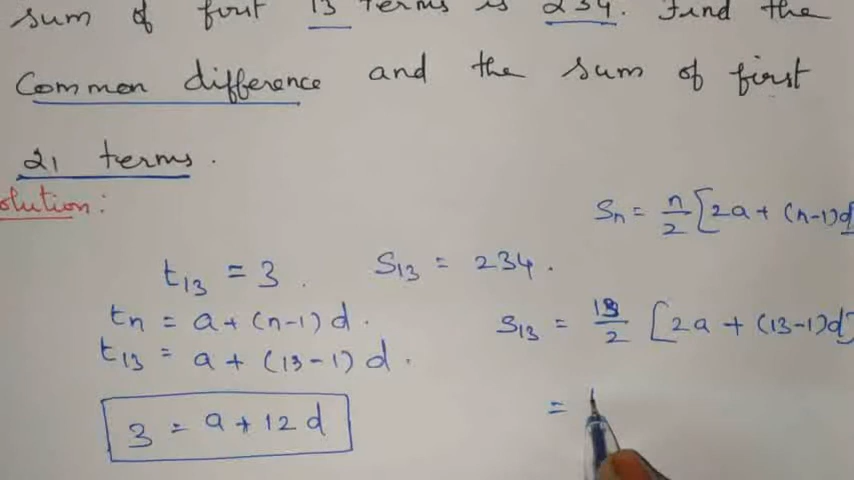 sum of first 13 terms is 234. Find the
Common difference and the sum of first
21 terms.
olution:
Sn = n/2 [2a + (n-1)d
t13 = 3. S13 = 234.
tn = a + (n-1) d.
S13 = 13/2 [2a + (13-1)d]
t13 = a + (13-1) d.
3 = a + 12 d
=